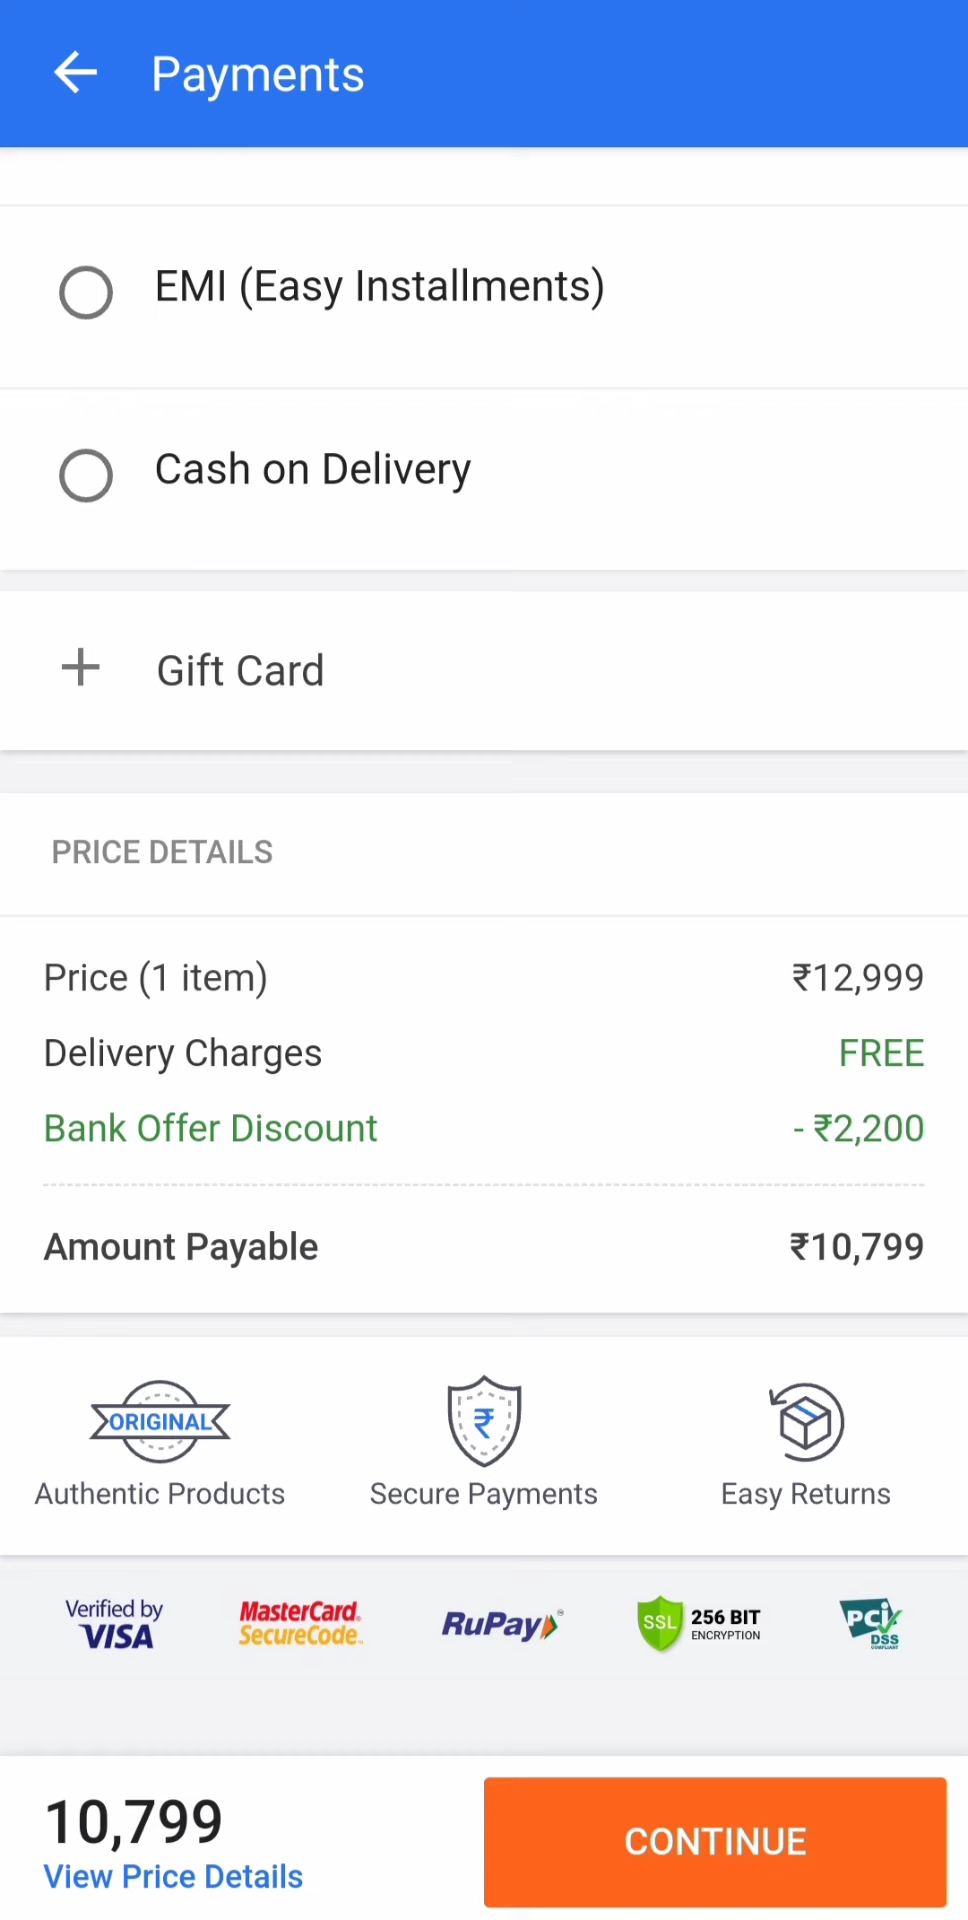 Payments
EMI (Easy Installments)
Cash on Delivery
Gift Card
PRICE DETAILS
Price (1 item) ₹12,999
Delivery Charges FREE
Bank Offer Discount - ₹2,200
Amount Payable ₹10,799
ORIGINAL ₹
Authentic Products Secure Payments Easy Returns
Verified by VISA
MasterCard. SecureCode.
RuPay
SSL 256 BIT ENCRYPTION
PCI DSS COMPLIANT
10,799
View Price Details
CONTINUE